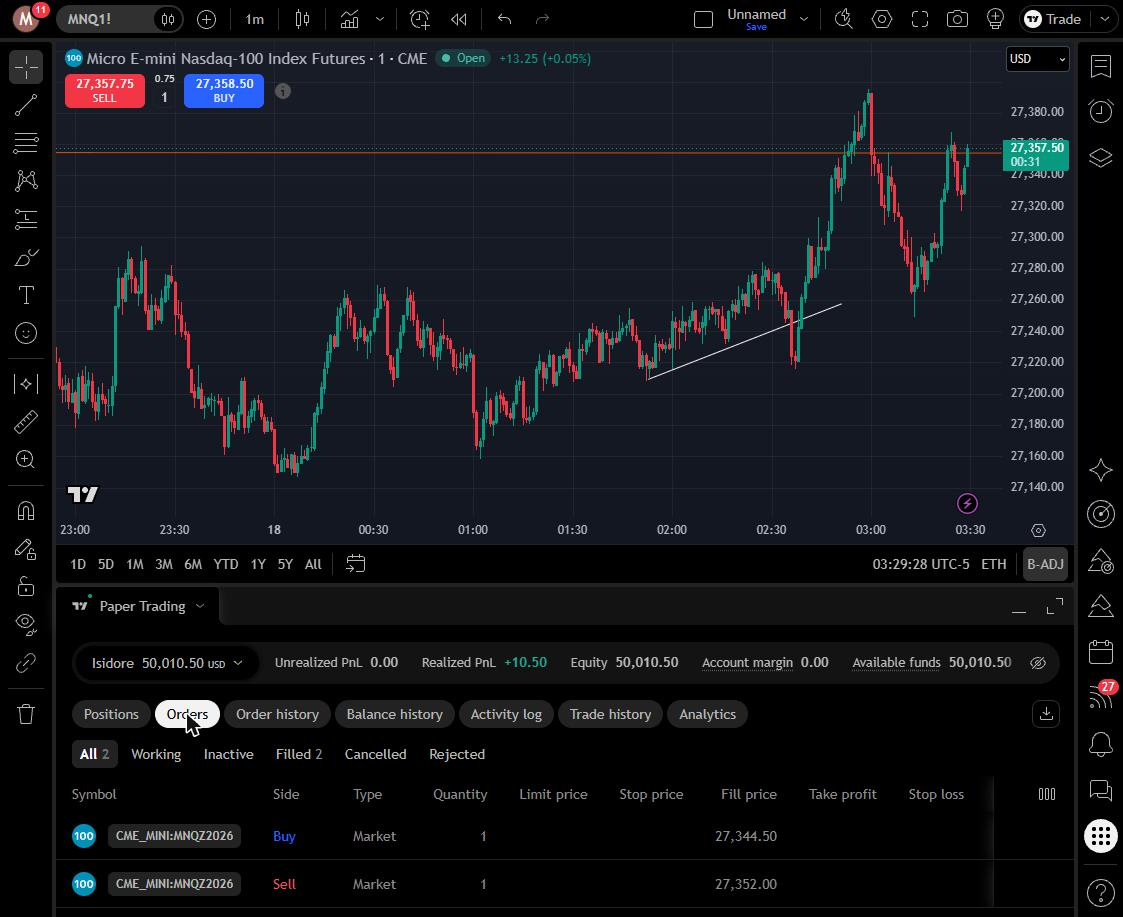 M 11 MNQ1! 1m Unnamed Save Trade
100 Micro E-mini Nasdaq-100 Index Futures · 1 · CME Open +13.25 (+0.05%) USD
27,357.75 SELL 0.75 1 27,358.50 BUY
27,380.00
27,357.50
00:31
27,340.00
27,320.00
27,300.00
27,280.00
27,260.00
27,240.00
27,220.00
27,200.00
27,180.00
27,160.00
27,140.00
23:00 23:30 18 00:30 01:00 01:30 02:00 02:30 03:00 03:30
1D 5D 1M 3M 6M YTD 1Y 5Y All 03:29:28 UTC-5 ETH B-ADJ
Paper Trading
Isidore 50,010.50 USD Unrealized PnL 0.00 Realized PnL +10.50 Equity 50,010.50 Account margin 0.00 Available funds 50,010.50
27
Positions Orders Order history Balance history Activity log Trade history Analytics
All 2 Working Inactive Filled 2 Cancelled Rejected
Symbol Side Type Quantity Limit price Stop price Fill price Take profit Stop loss
100 CME_MINI:MNQZ2026 Buy Market 1 27,344.50
100 CME_MINI:MNQZ2026 Sell Market 1 27,352.00